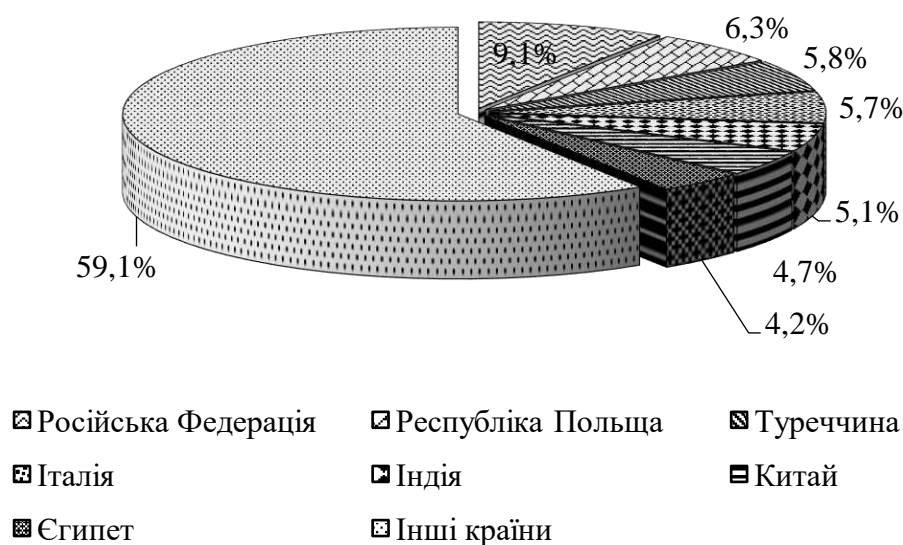 9,1%
6,3%
5,8%
5,7%
5,1%
4,7%
4,2%
59,1%
Російська Федерація Республіка Польща Туреччина
Італія Індія Китай
Єгипет Інші країни